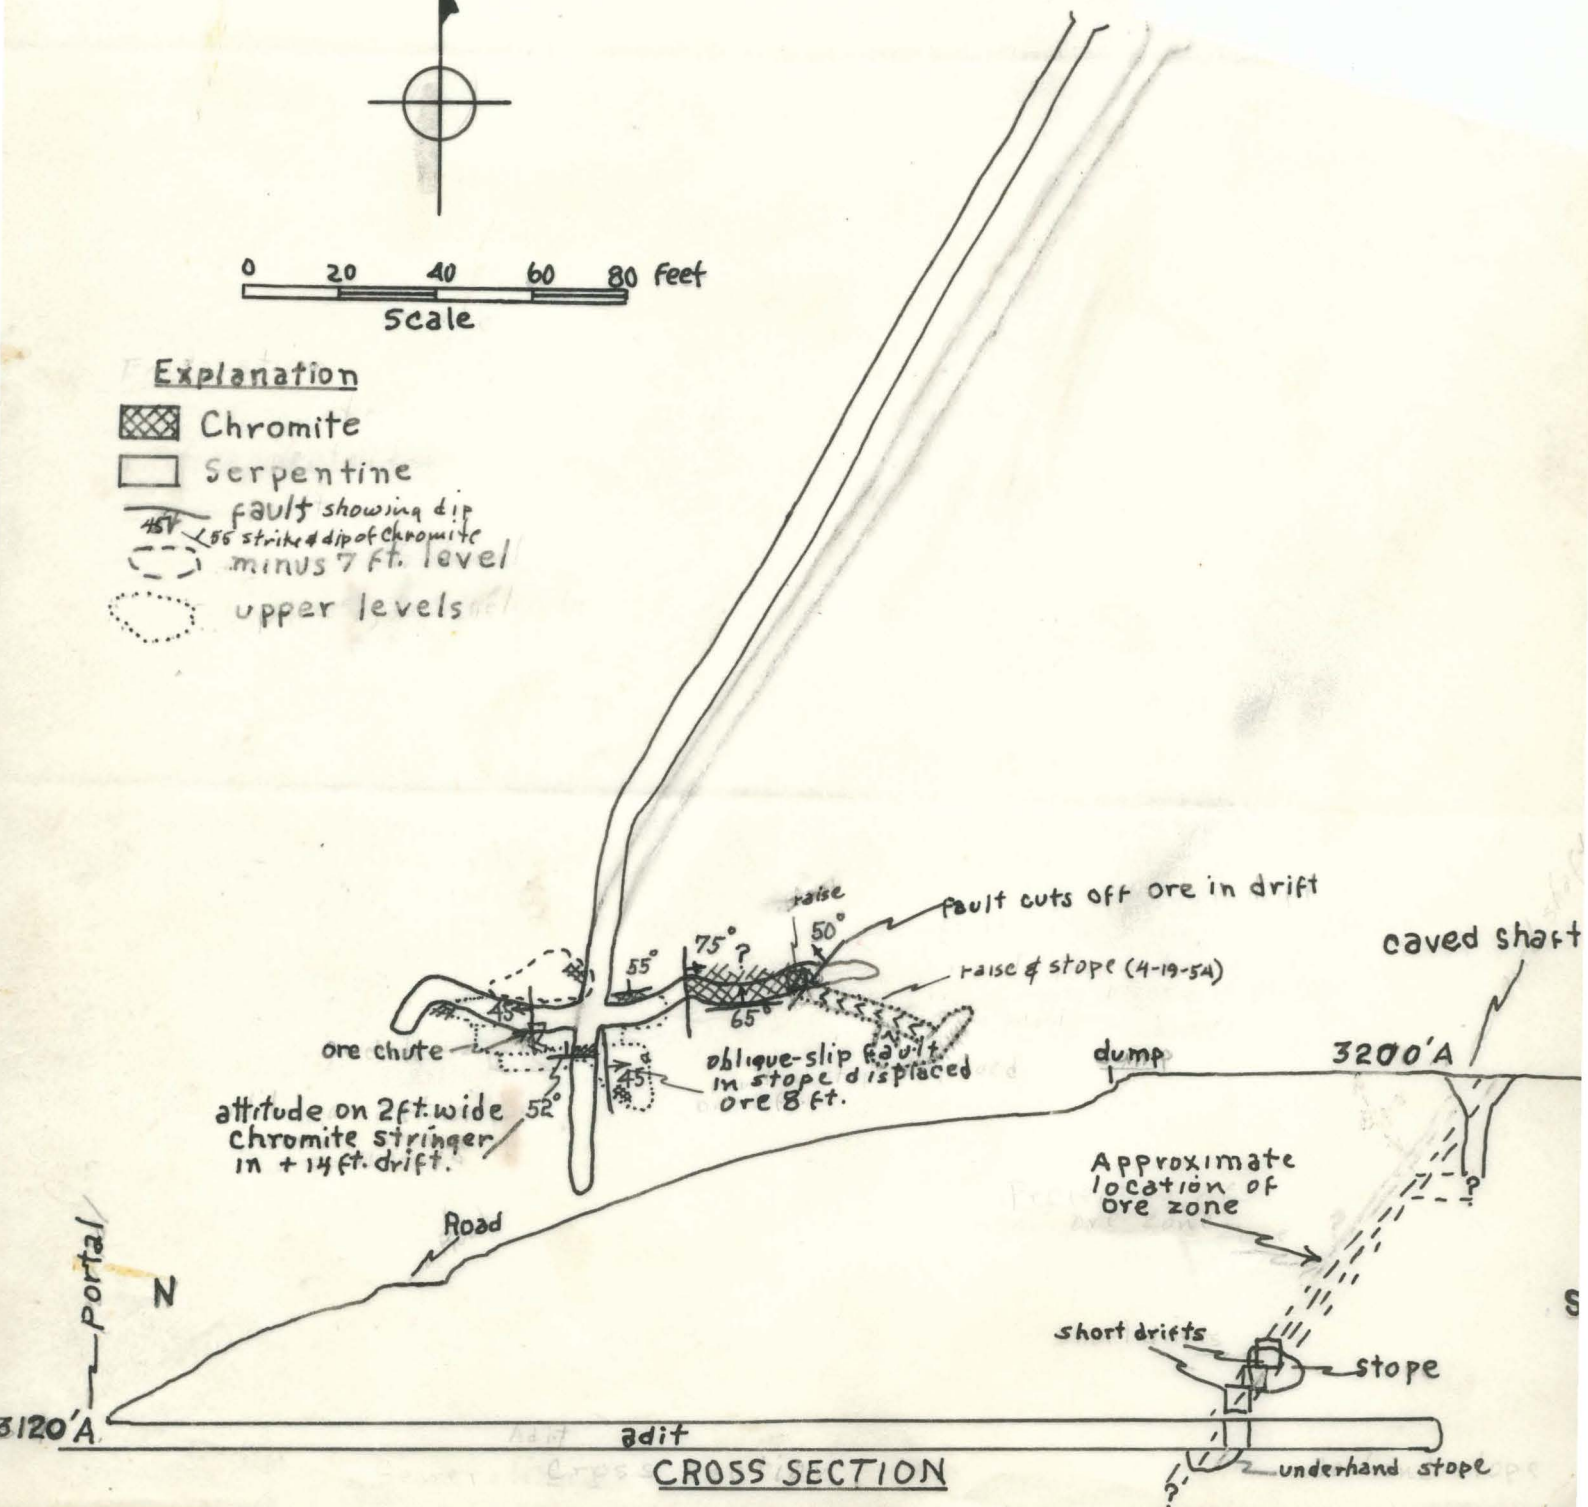 0 20 40 60 80 Feet
Scale
Explanation
Chromite
Serpentine
fault showing dip
45 55 strike & dip of chromite
minus 7 ft. level
upper levels
raise
fault cuts off ore in drift
50°
75°
?
55°
raise & stope (4-19-54)
caved shaft
45
65°
ore chute
oblique-slip fault
in stope displaced
ore 8 ft.
45
52°
attitude on 2ft. wide
chromite stringer
in + 14 ft. drift.
dump
3200'A
Approximate
location of
ore zone
?
Road
Portal
N
S
short drifts
stope
3120'A
adit
CROSS SECTION
underhand stope
?